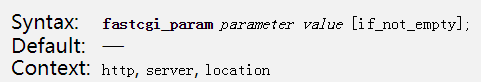 Syntax: fastcgi_param parameter value [if_not_empty];
Default: —
Context: http, server, location